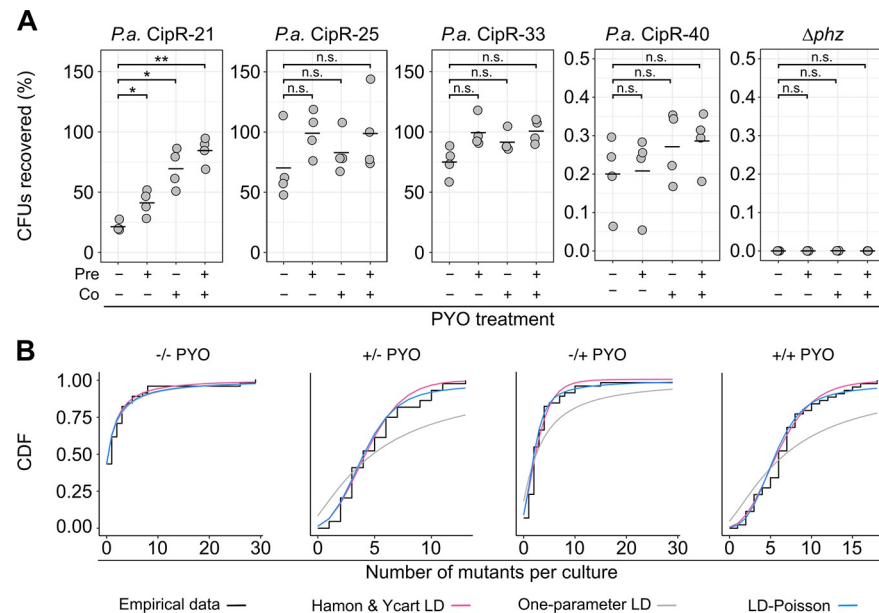 A
P.a. CipR-21
P.a. CipR-25
P.a. CipR-33
P.a. CipR-40
Δphz
CFUs recovered (%)
150
100
50
0
**
*
*
150
100
50
0
n.s.
n.s.
n.s.
150
100
50
0
n.s.
n.s.
n.s.
0.5
0.4
0.3
0.2
0.1
0.0
n.s.
n.s.
n.s.
0.5
0.4
0.3
0.2
0.1
0.0
n.s.
n.s.
n.s.
Pre – + – + – + – + – + – + – + – + – + – +
Co – – + + – – + + – – + + – – + + – – + +
PYO treatment
B
-/- PYO
+/- PYO
-/+ PYO
+/+ PYO
CDF
1.00
0.75
0.50
0.25
0.00
0 10 20 30
0 5 10
0 10 20 30
0 5 10 15
Number of mutants per culture
Empirical data
Hamon & Ycart LD
One-parameter LD
LD-Poisson